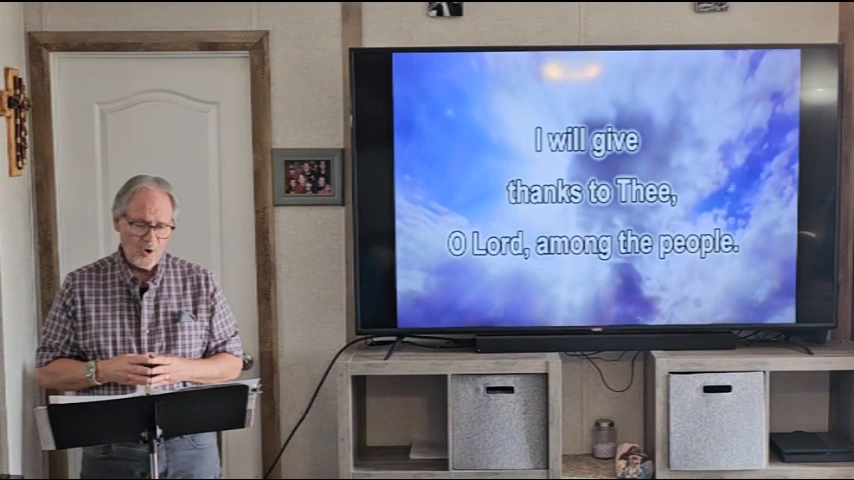 I will give
thanks to Thee,
O Lord, among the people.